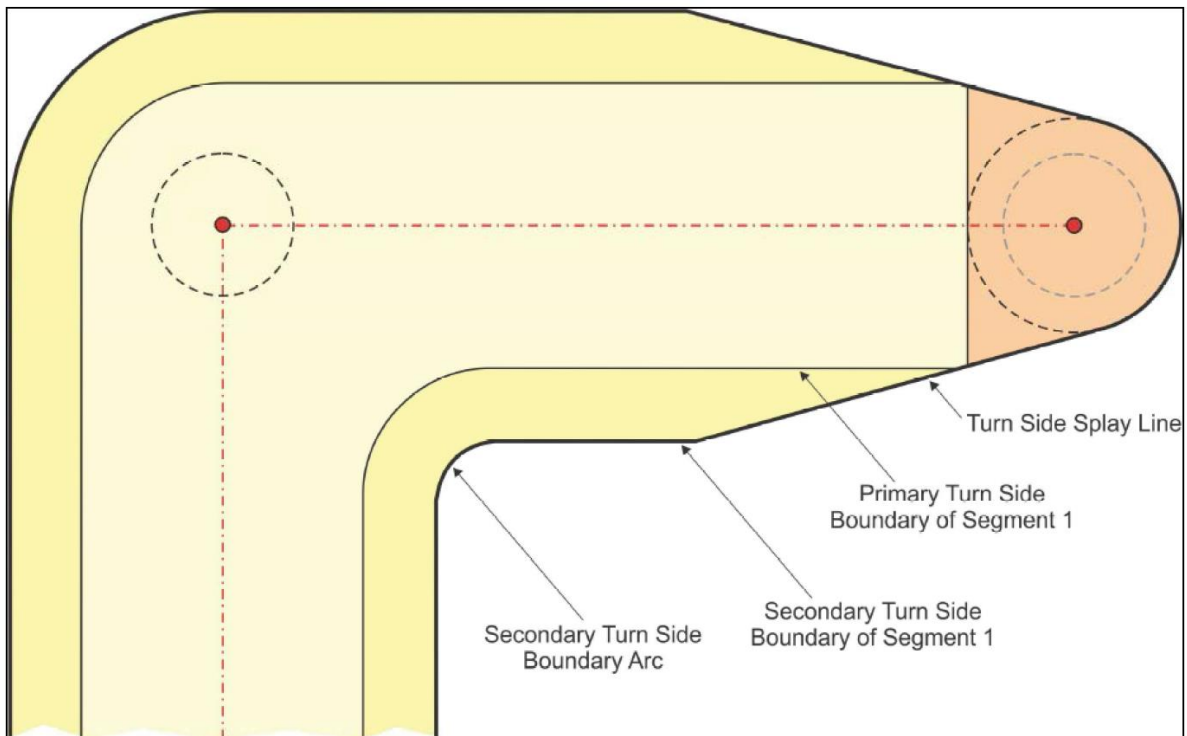 Turn Side Splay Line
Primary Turn Side
Boundary of Segment 1
Secondary Turn Side
Boundary of Segment 1
Secondary Turn Side
Boundary Arc